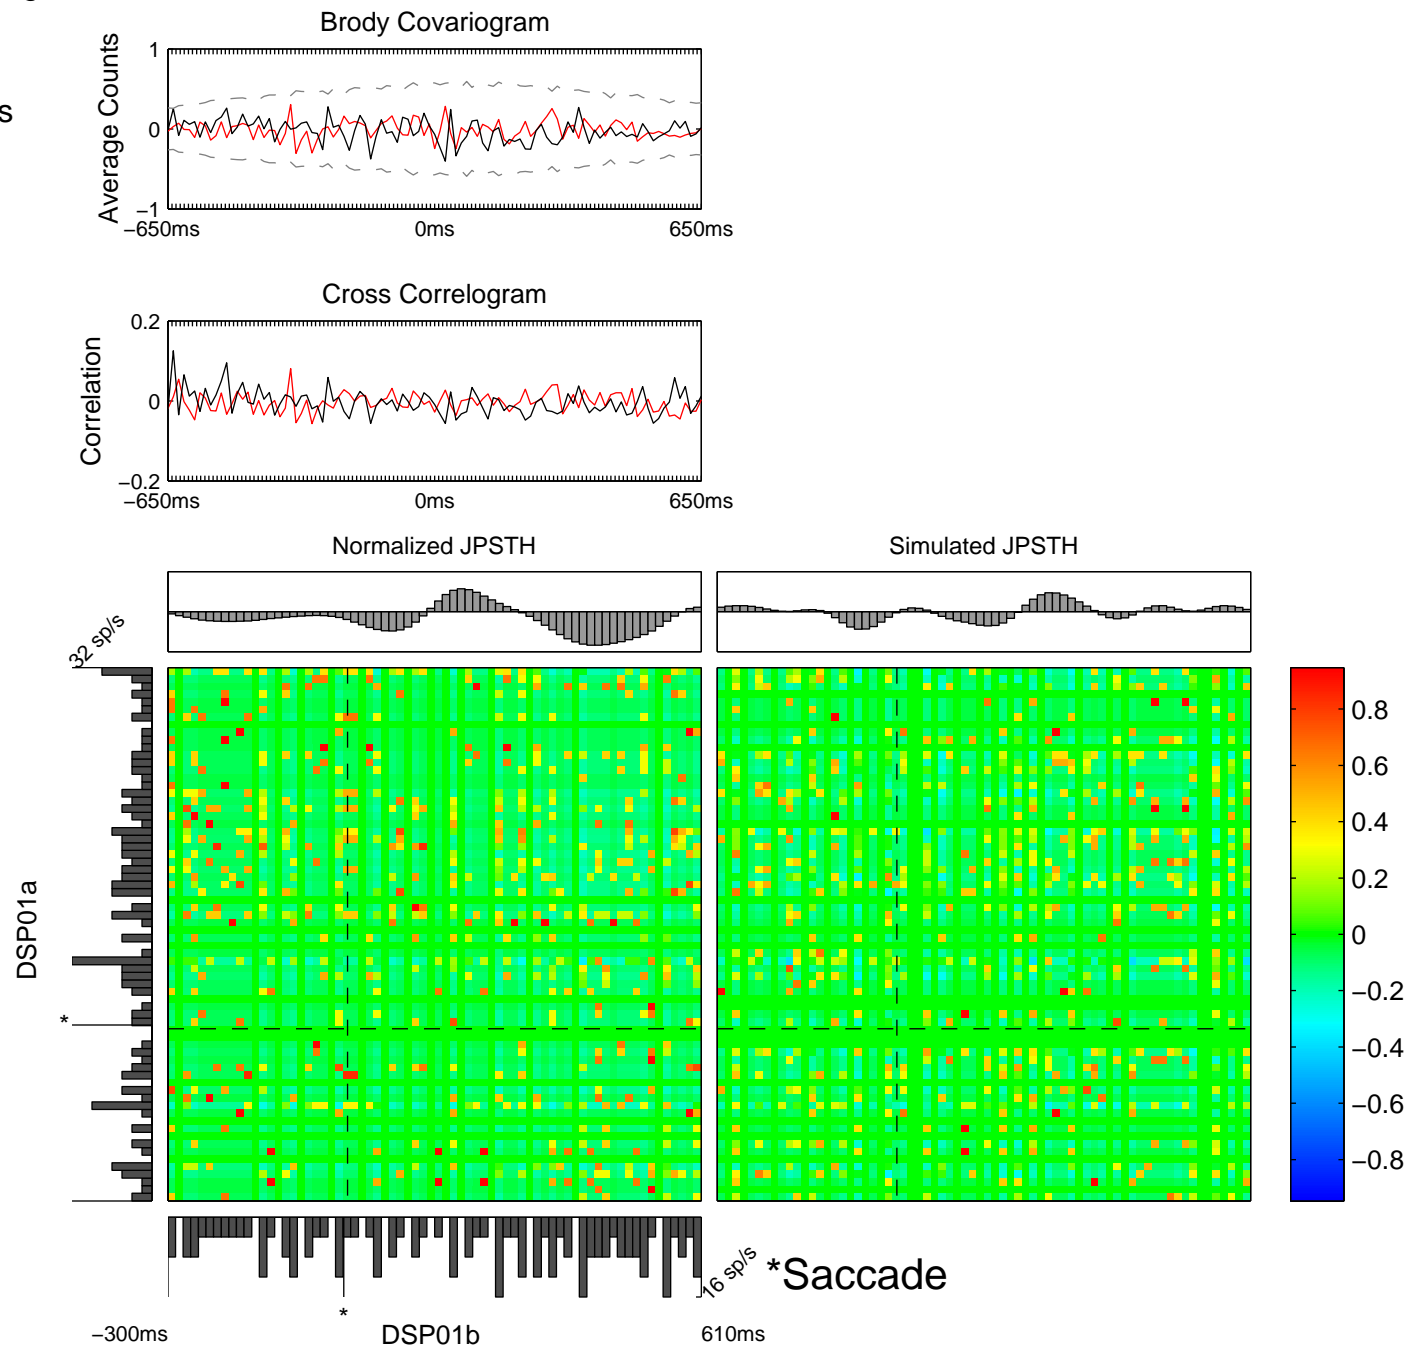 g
Brody Covariogram
s
Average Counts
1
0
−1
−650ms
0ms
650ms
Cross Correlogram
Correlation
0.2
0
−0.2
−650ms
0ms
650ms
Normalized JPSTH
Simulated JPSTH
32 sp/s
DSP01a
*
0.8
0.6
0.4
0.2
0
−0.2
−0.4
−0.6
−0.8
16 sp/s
*Saccade
*
−300ms
DSP01b
610ms